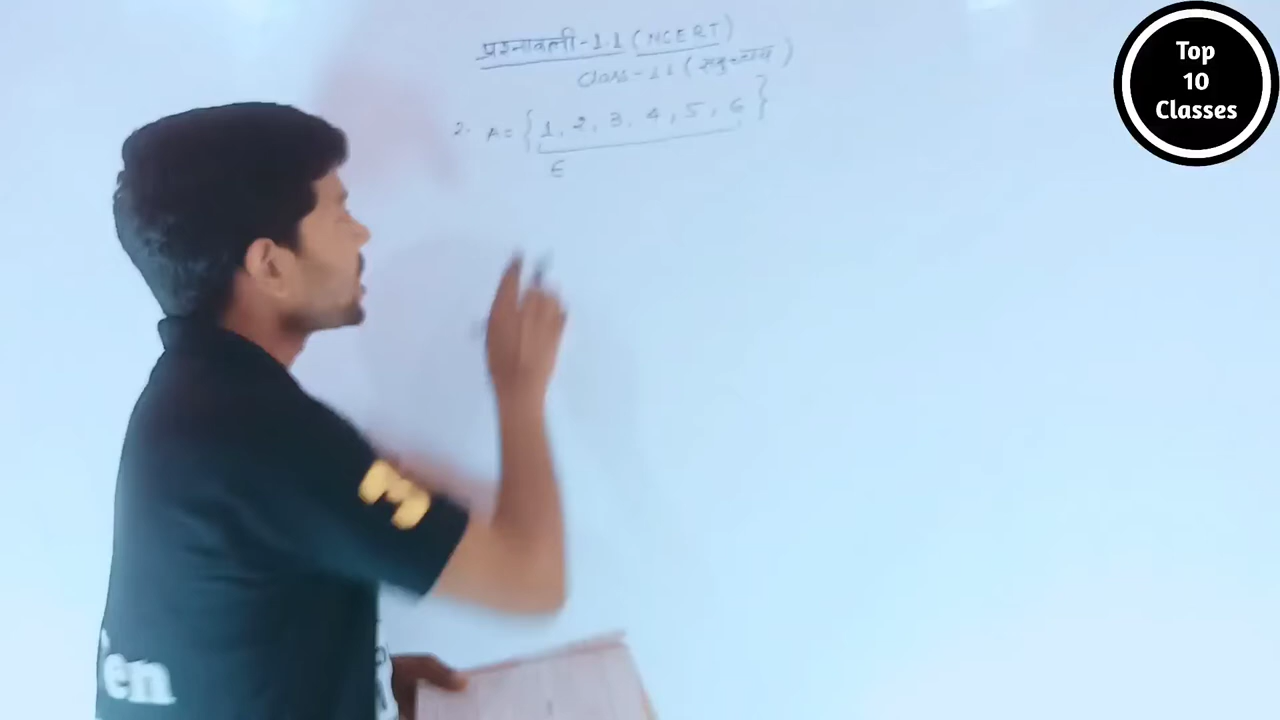 प्रश्नावली-1.1 (NCERT)
Class-11 (समुच्चय)
2. A = {1, 2, 3, 4, 5, 6}
∈
Top
10
Classes
en